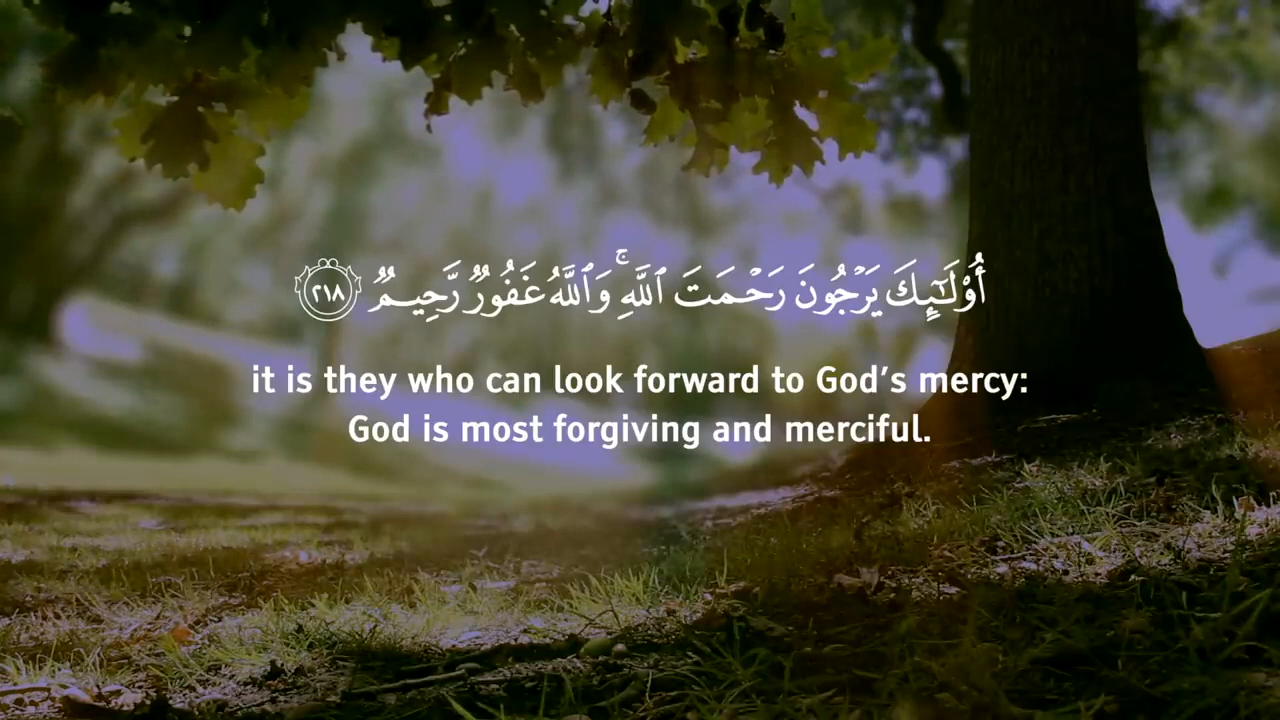 أُو۟لَـٰٓئِكَ يَرْجُونَ رَحْمَتَ ٱللَّهِ ۚ وَٱللَّهُ غَفُورٌ رَّحِيمٌ ٢١٨
it is they who can look forward to God’s mercy:
God is most forgiving and merciful.